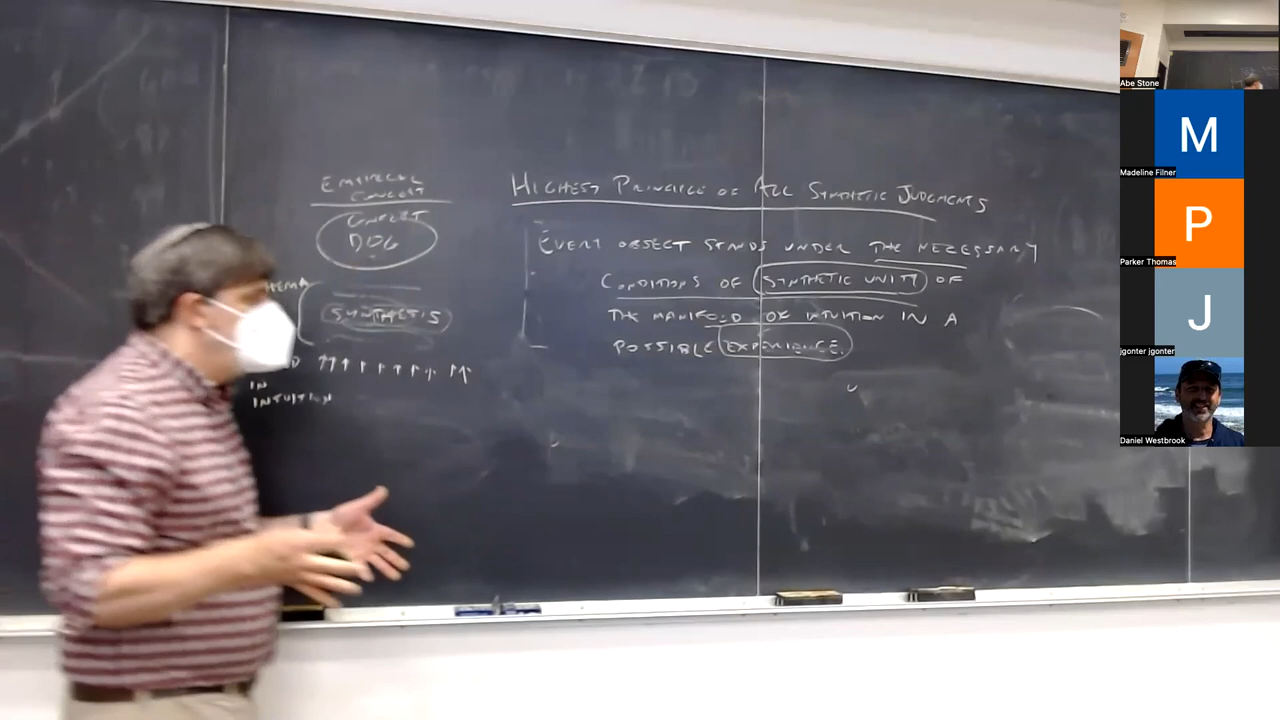 EMPIRICAL
CONCEPT
CONCEPT
DOG
HEMA
SYNTHESIS
D
IN
INTUITION
HIGHEST PRINCIPLE OF ALL SYNTHETIC JUDGMENTS
EVERY OBJECT STANDS UNDER THE NECESSARY
CONDITIONS OF SYNTHETIC UNITY OF
THE MANIFOLD OF INTUITION IN A
POSSIBLE EXPERIENCE.
Abe Stone
M
Madeline Filner
P
Parker Thomas
J
jgonter jgonter
Daniel Westbrook